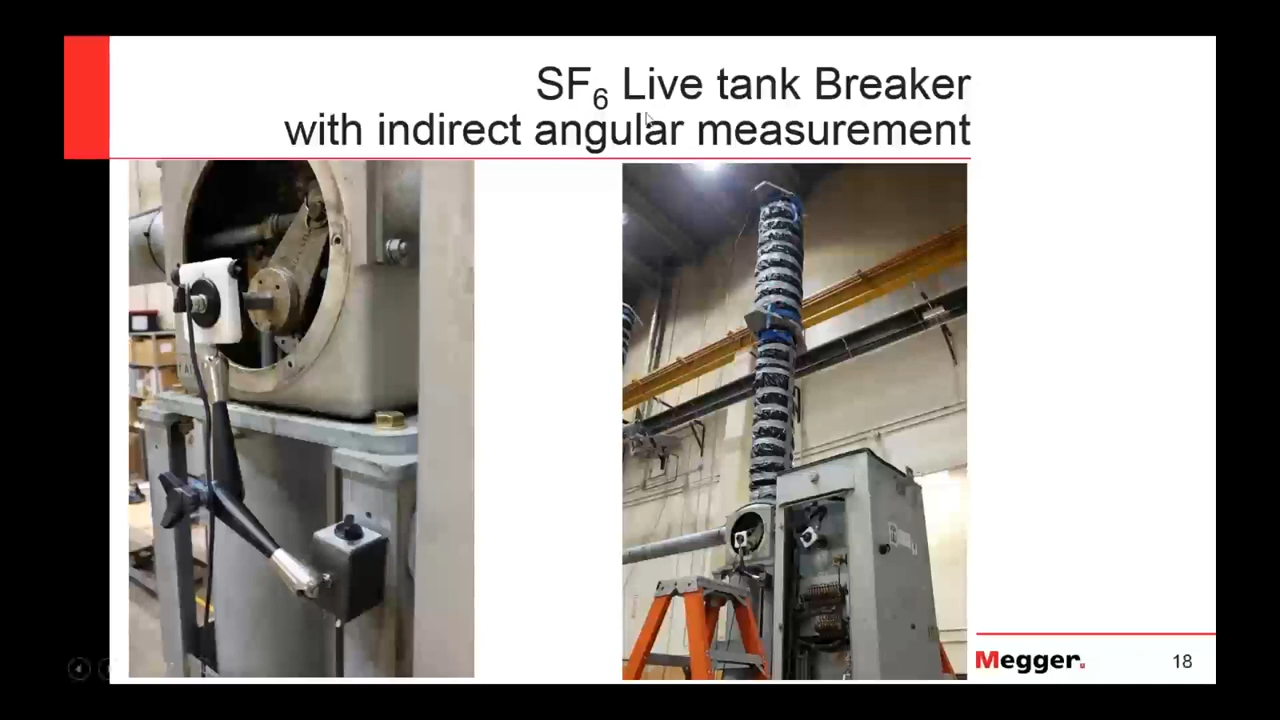 SF6 Live tank Breaker
with indirect angular measurement
Megger.
18